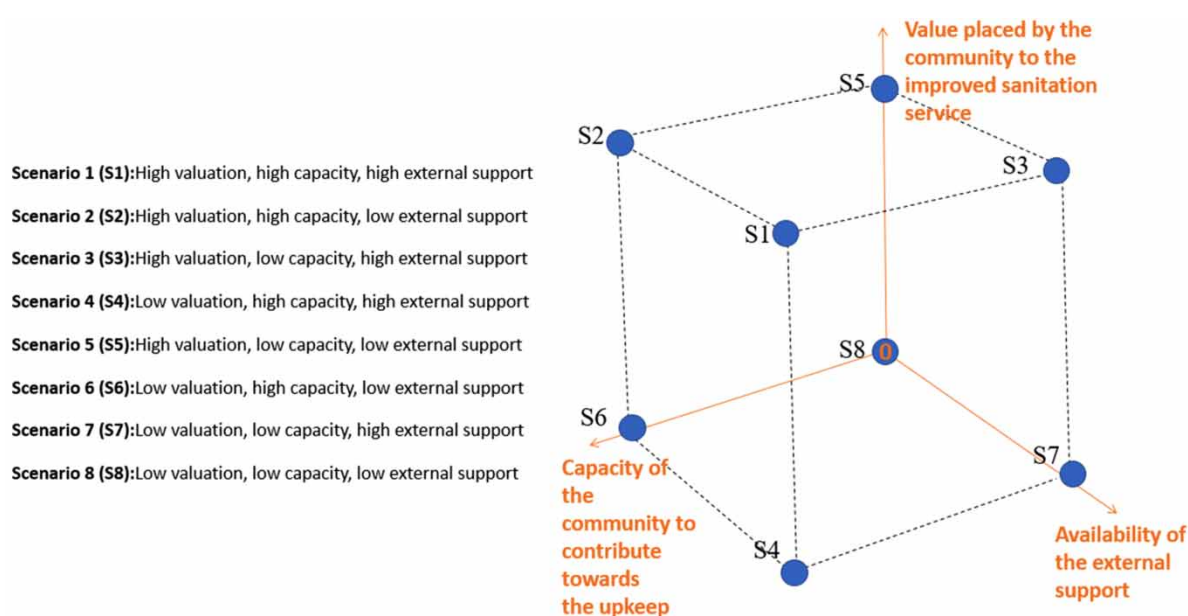 Scenario 1 (S1):High valuation, high capacity, high external support
Scenario 2 (S2):High valuation, high capacity, low external support
Scenario 3 (S3):High valuation, low capacity, high external support
Scenario 4 (S4):Low valuation, high capacity, high external support
Scenario 5 (S5):High valuation, low capacity, low external support
Scenario 6 (S6):Low valuation, high capacity, low external support
Scenario 7 (S7):Low valuation, low capacity, high external support
Scenario 8 (S8):Low valuation, low capacity, low external support
Value placed by the
community to the
improved sanitation
service
S5
S2
S3
S1
S8
0
S6
S7
S4
Capacity of
the
community to
contribute
towards
the upkeep
Availability of
the external
support